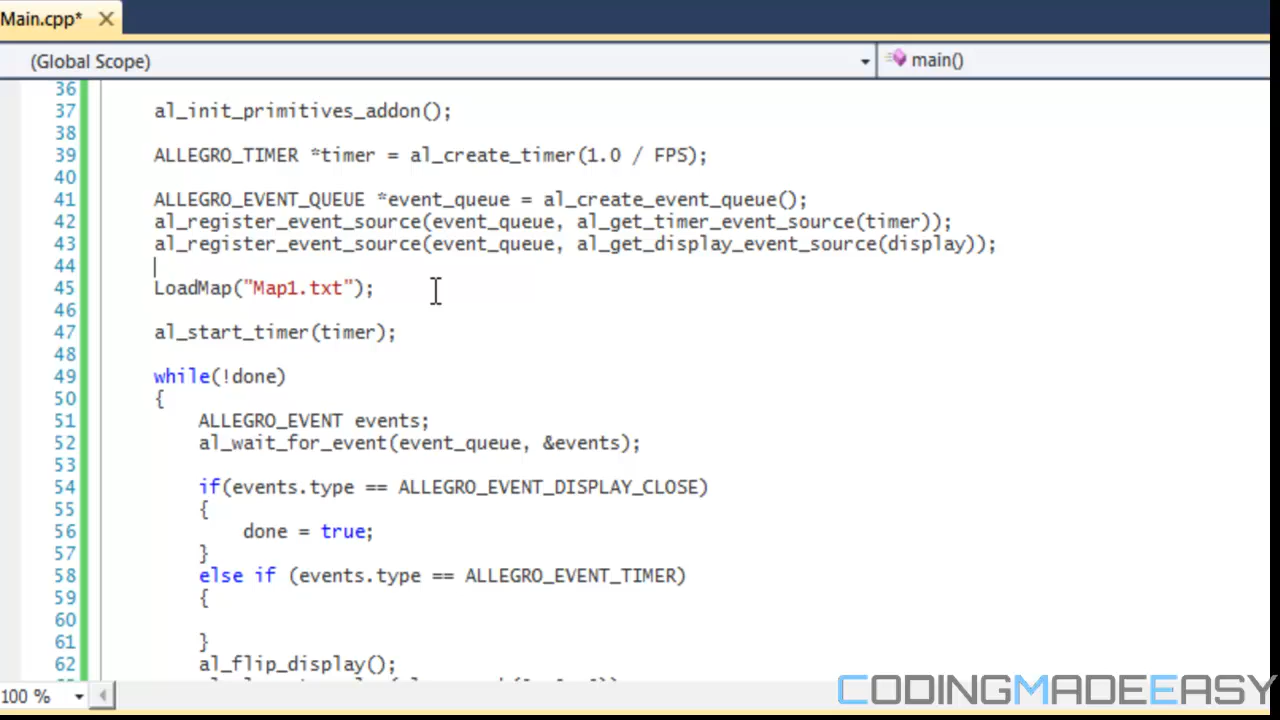 Main.cpp*
(Global Scope) main()
36
37 al_init_primitives_addon();
38
39 ALLEGRO_TIMER *timer = al_create_timer(1.0 / FPS);
40
41 ALLEGRO_EVENT_QUEUE *event_queue = al_create_event_queue();
42 al_register_event_source(event_queue, al_get_timer_event_source(timer));
43 al_register_event_source(event_queue, al_get_display_event_source(display));
44
45 LoadMap("Map1.txt");
46
47 al_start_timer(timer);
48
49 while(!done)
50 {
51 ALLEGRO_EVENT events;
52 al_wait_for_event(event_queue, &events);
53
54 if(events.type == ALLEGRO_EVENT_DISPLAY_CLOSE)
55 {
56 done = true;
57 }
58 else if (events.type == ALLEGRO_EVENT_TIMER)
59 {
60
61 }
62 al_flip_display();
100 %
CODINGMADEEASY